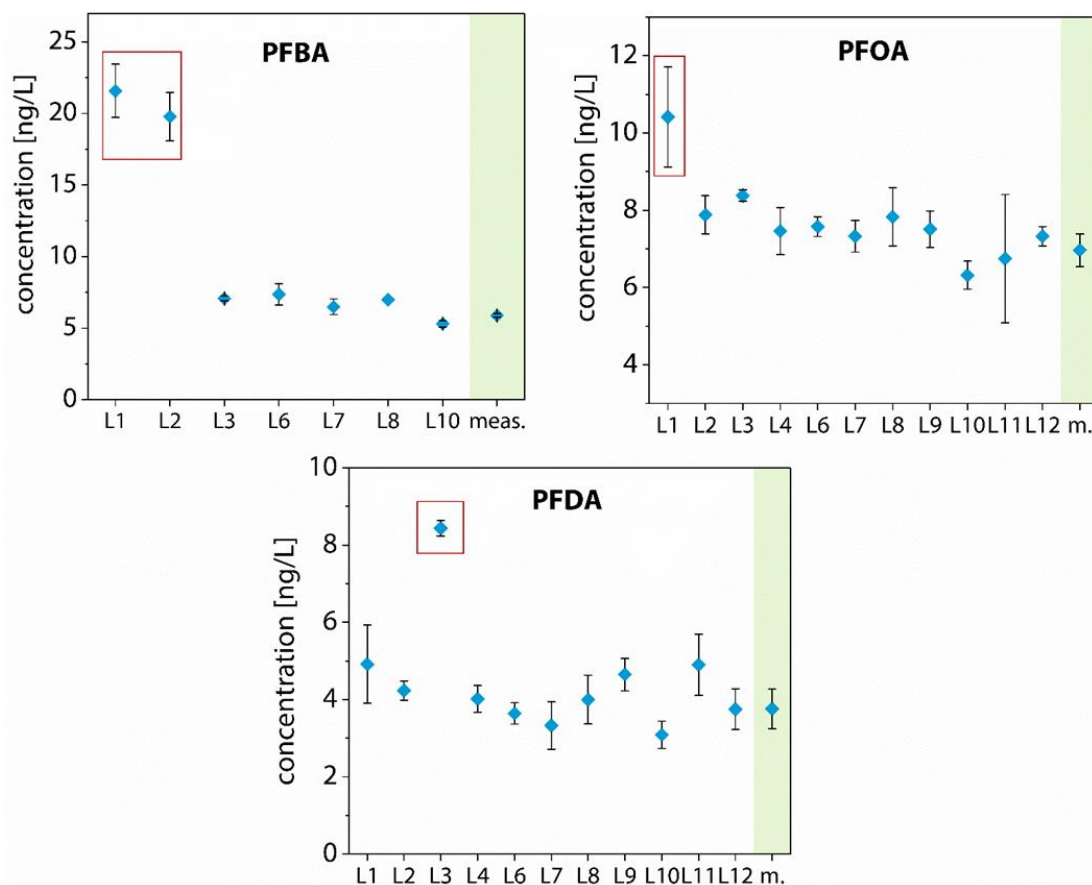 PFBA
concentration [ng/L]
25
20
15
10
5
0
L1 L2 L3 L6 L7 L8 L10 meas.
PFOA
concentration [ng/L]
12
10
8
6
4
L1 L2 L3 L4 L6 L7 L8 L9 L10 L11 L12 m.
PFDA
concentration [ng/L]
10
8
6
4
2
0
L1 L2 L3 L4 L6 L7 L8 L9 L10 L11 L12 m.